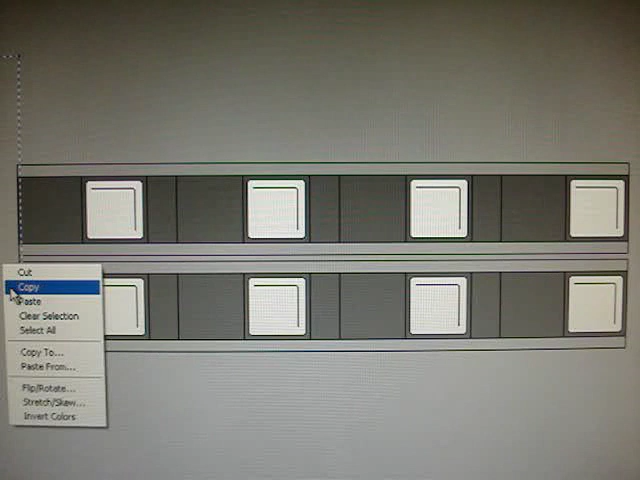 Cut
Copy
Paste
Clear Selection
Select All
Copy To...
Paste From...
Flip/Rotate...
Stretch/Skew...
Invert Colors